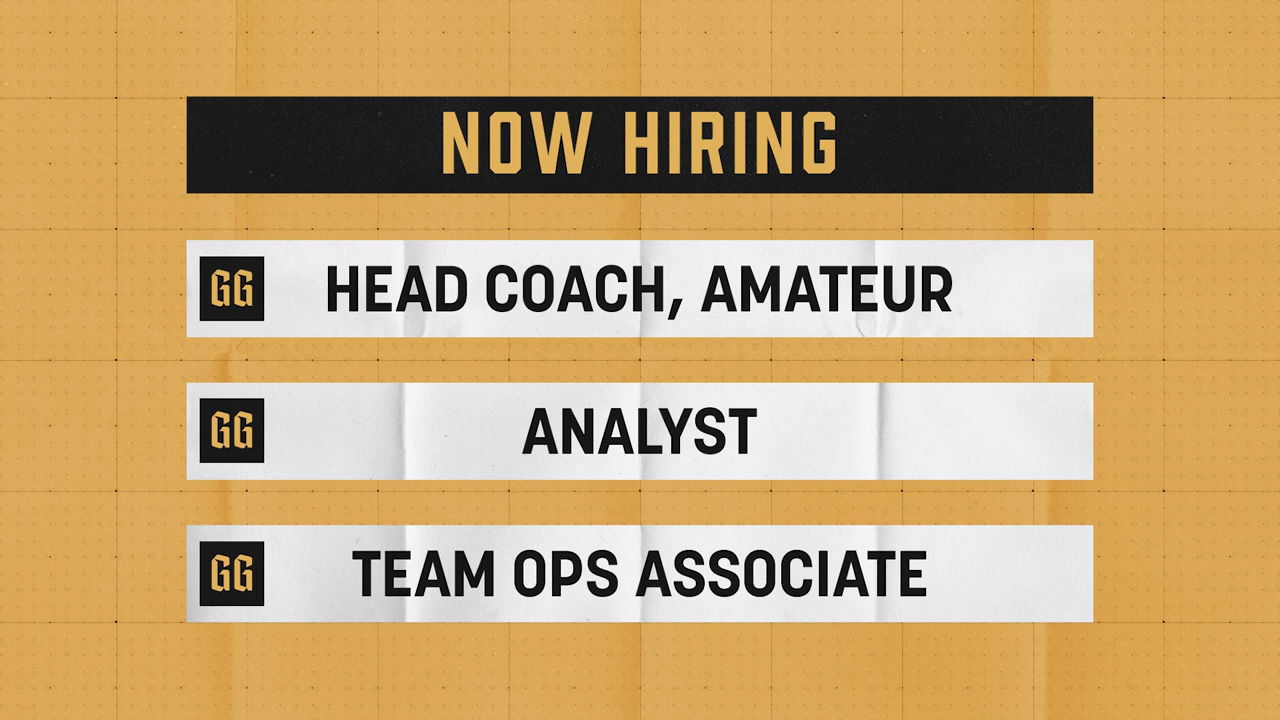 NOW HIRING
GG HEAD COACH, AMATEUR
GG ANALYST
GG TEAM OPS ASSOCIATE